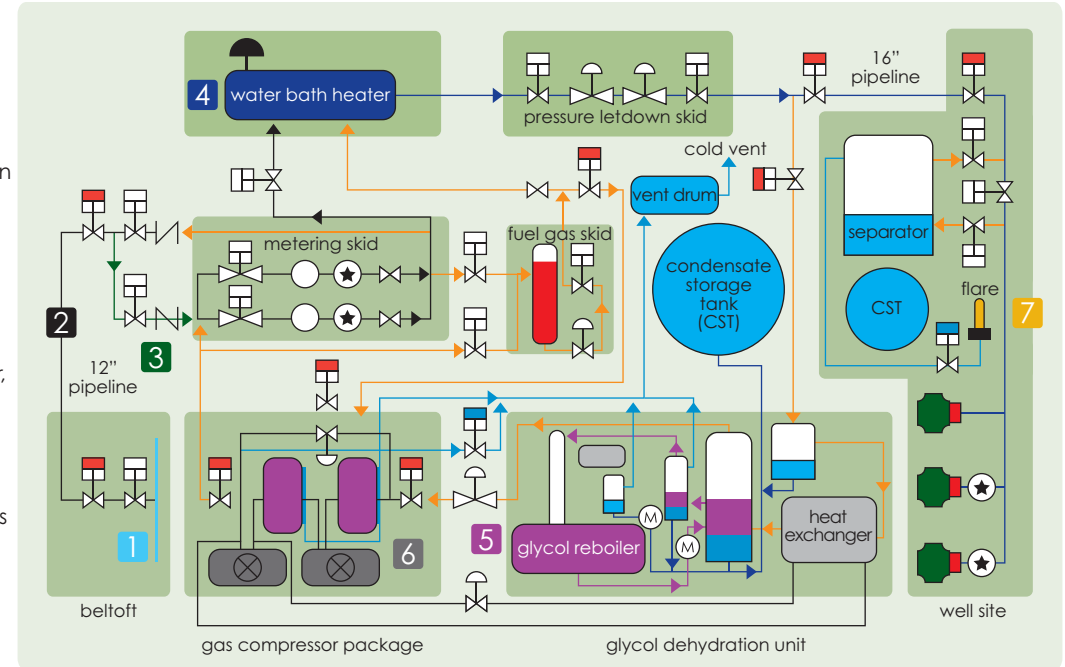 n
r,
s
4
water bath heater
pressure letdown skid
16”
pipeline
cold vent
vent drum
separator
CST
flare
7
metering skid
fuel gas skid
condensate
storage
tank
(CST)
2
3
12”
pipeline
1
beltoft
6
gas compressor package
5
glycol reboiler
M
M
heat
exchanger
glycol dehydration unit
well site